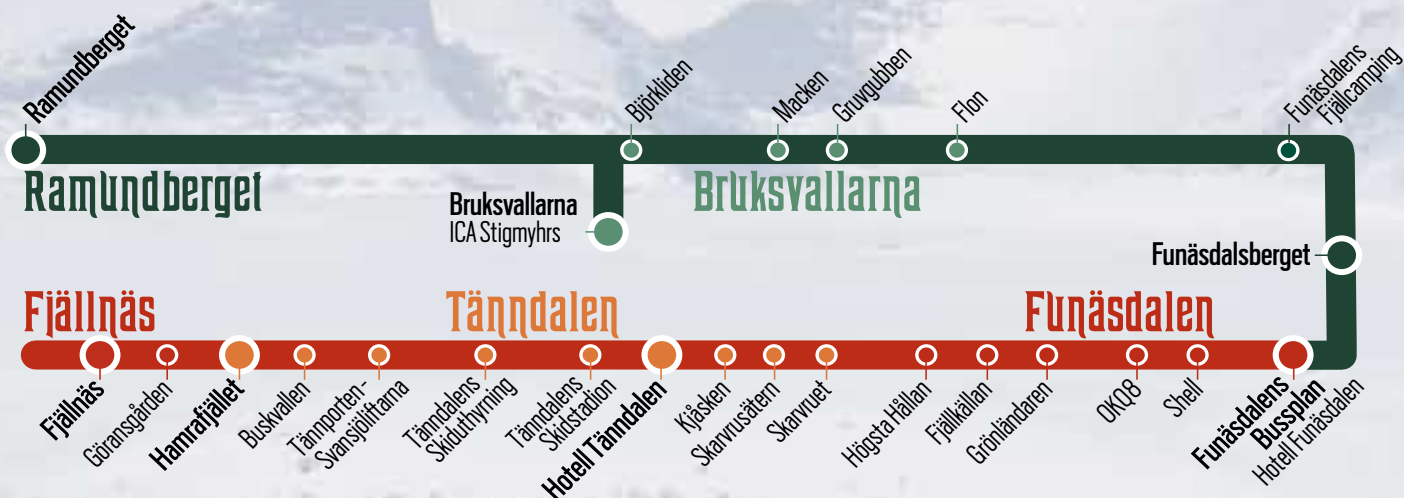 Ramundberget
Björkliden
Macken
Gruvgubben
Flon
Funäsdalens
Fjällcamping
Ramundberget
Bruksvallarna
Bruksvallarna
ICA Stigmyhrs
Funäsdalsberget
Fjällnäs
Tänndalen
Funäsdalen
Fjällnäs
Göransgården
Hamrafjället
Buskvallen
Tännporten-
Svansjöliftarna
Tänndalens
Skiduthyrning
Tänndalens
Skidstadion
Hotell Tänndalen
Kjäsken
Skarvrusätern
Skarvruet
Högsta Hållan
Fjällkällan
Grönländaren
OKQ8
Shell
Funäsdalens
Bussplan
Hotell Funäsdalen